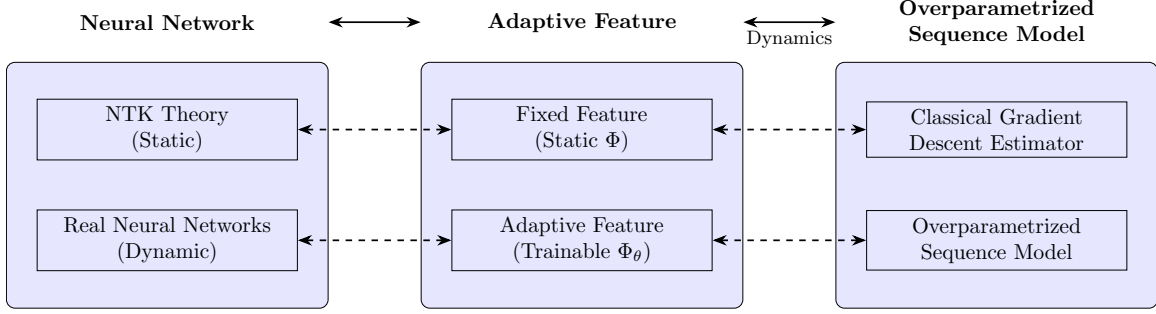 Neural Network
Adaptive Feature
Dynamics
Overparametrized
Sequence Model
NTK Theory
(Static)
Fixed Feature
(Static Φ)
Classical Gradient
Descent Estimator
Real Neural Networks
(Dynamic)
Adaptive Feature
(Trainable Φθ)
Overparametrized
Sequence Model